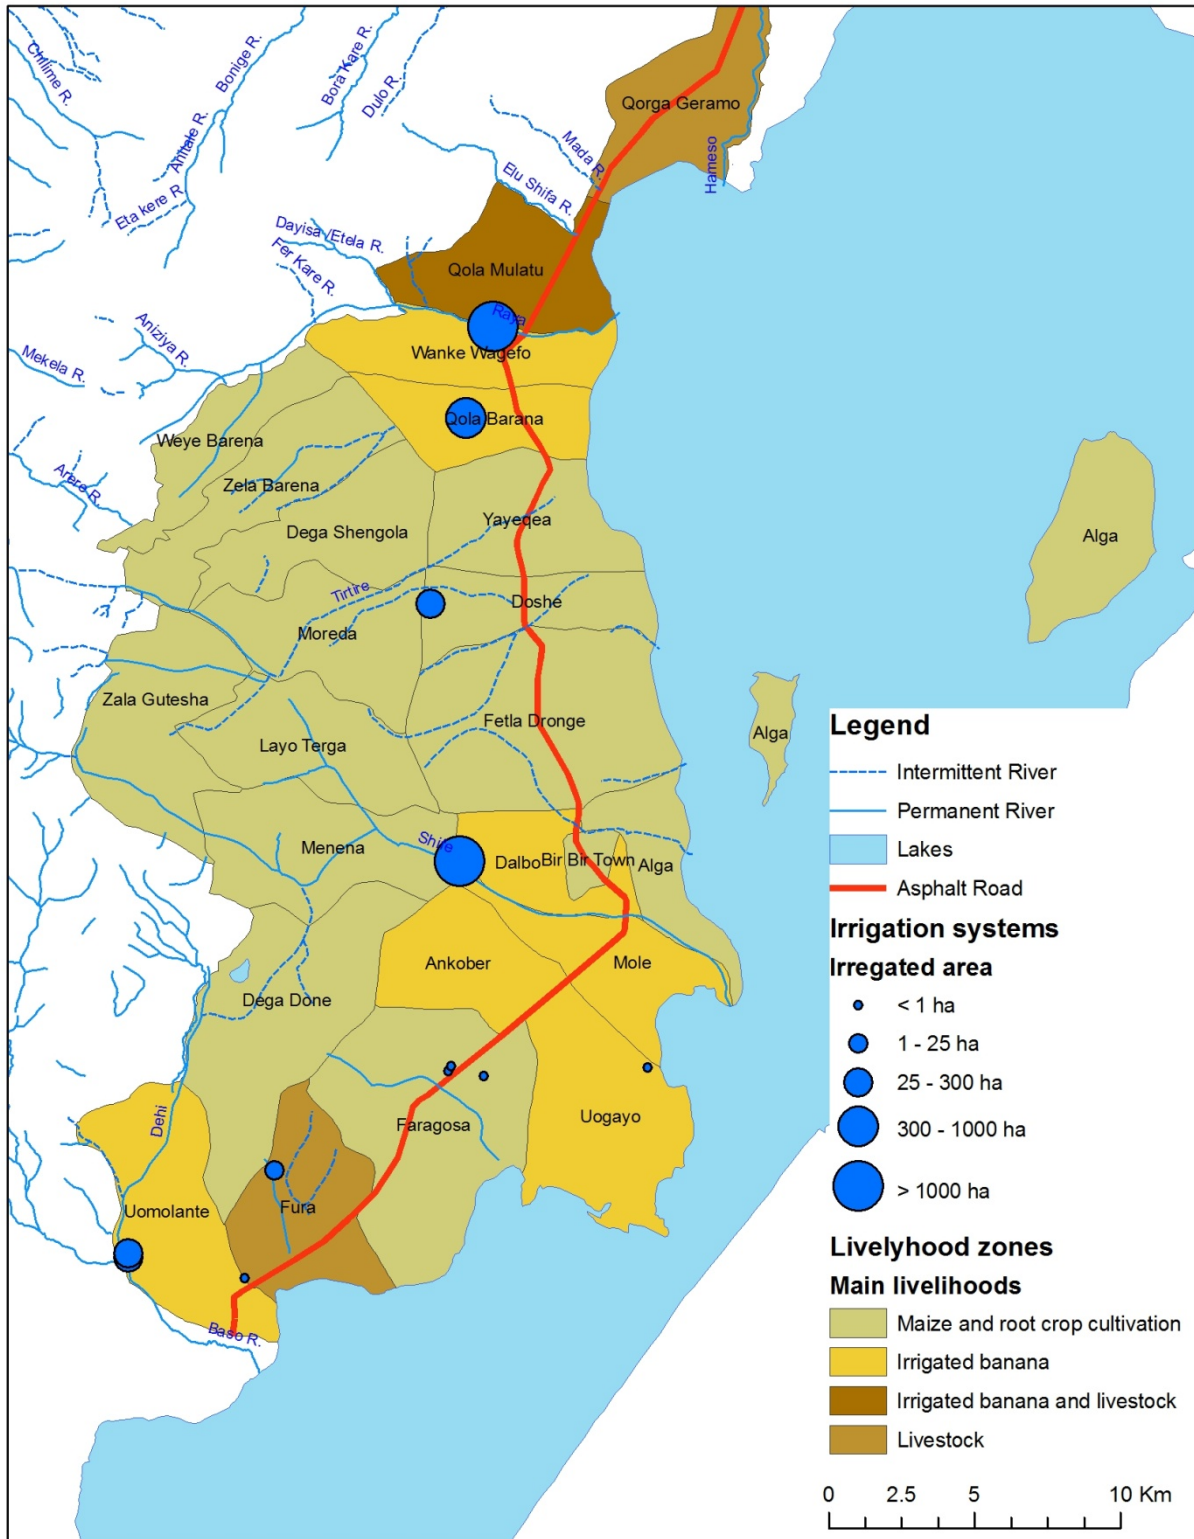 Chilime R.
Bonige R.
Bora Kare R.
Dulo R.
Anitale R.
Eta kere R.
Mada R.
Qorga Geramo
Hameso
Elu Shifa R.
Dayisa /Etela R.
Fer Kare R.
Qola Mulatu
Raya
Aniziya R.
Mekela R.
Wanke Wagefo
Qola Barana
Weye Barena
Zela Barena
Arero R.
Dega Shengola
Yayeqea
Alga
Tirtire
Doshe
Moreda
Zala Gutesha
Layo Terga
Fetla Dronge
Alga
Menena
Shife
Dalbo
Bir Bir Town
Alga
Ankober
Mole
Dega Done
Dehi
Faragosa
Uogayo
Uomolante
Fura
Baso R.
Legend
Intermittent River
Permanent River
Lakes
Asphalt Road
Irrigation systems
Irregated area
< 1 ha
1 - 25 ha
25 - 300 ha
300 - 1000 ha
> 1000 ha
Livelyhood zones
Main livelihoods
Maize and root crop cultivation
Irrigated banana
Irrigated banana and livestock
Livestock
0 2.5 5 10 Km